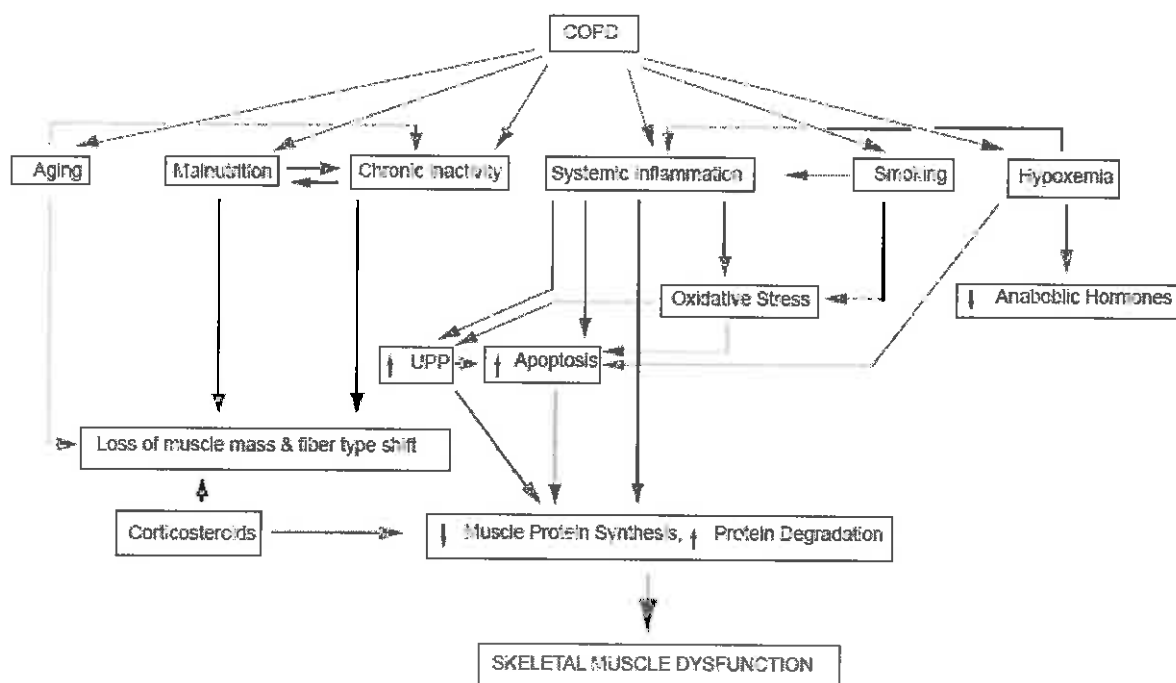 COPD
Aging
Malnutrition
Chronic Inactivity
Systemic Inflammation
Smoking
Hypoxemia
Oxidative Stress
↓ Anaboblic Hormones
↑ UPP
↑ Apoptosis
Loss of muscle mass & fiber type shift
Corticosteroids
↓ Muscle Protein Synthesis, ↑ Protein Degradation
SKELETAL MUSCLE DYSFUNCTION